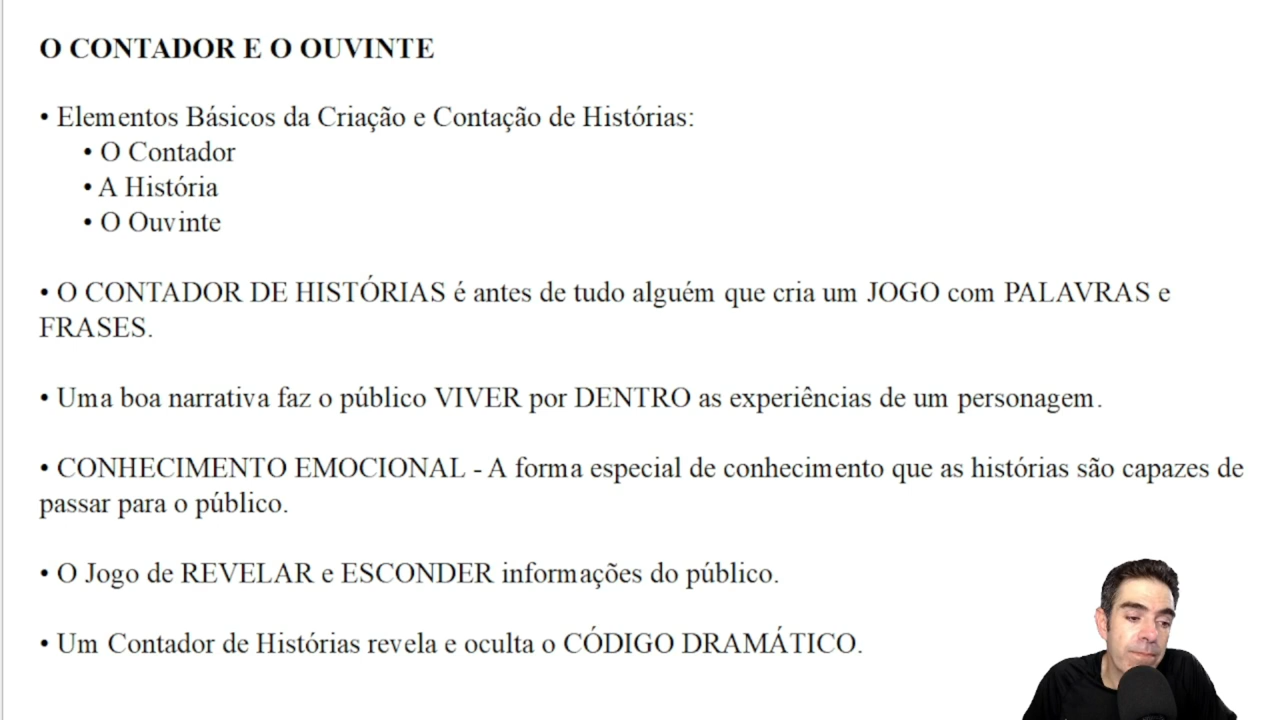 O CONTADOR E O OUVINTE
• Elementos Básicos da Criação e Contação de Histórias:
• O Contador
• A História
• O Ouvinte
• O CONTADOR DE HISTÓRIAS é antes de tudo alguém que cria um JOGO com PALAVRAS e
FRASES.
• Uma boa narrativa faz o público VIVER por DENTRO as experiências de um personagem.
• CONHECIMENTO EMOCIONAL - A forma especial de conhecimento que as histórias são capazes de
passar para o público.
• O Jogo de REVELAR e ESCONDER informações do público.
• Um Contador de Histórias revela e oculta o CÓDIGO DRAMÁTICO.